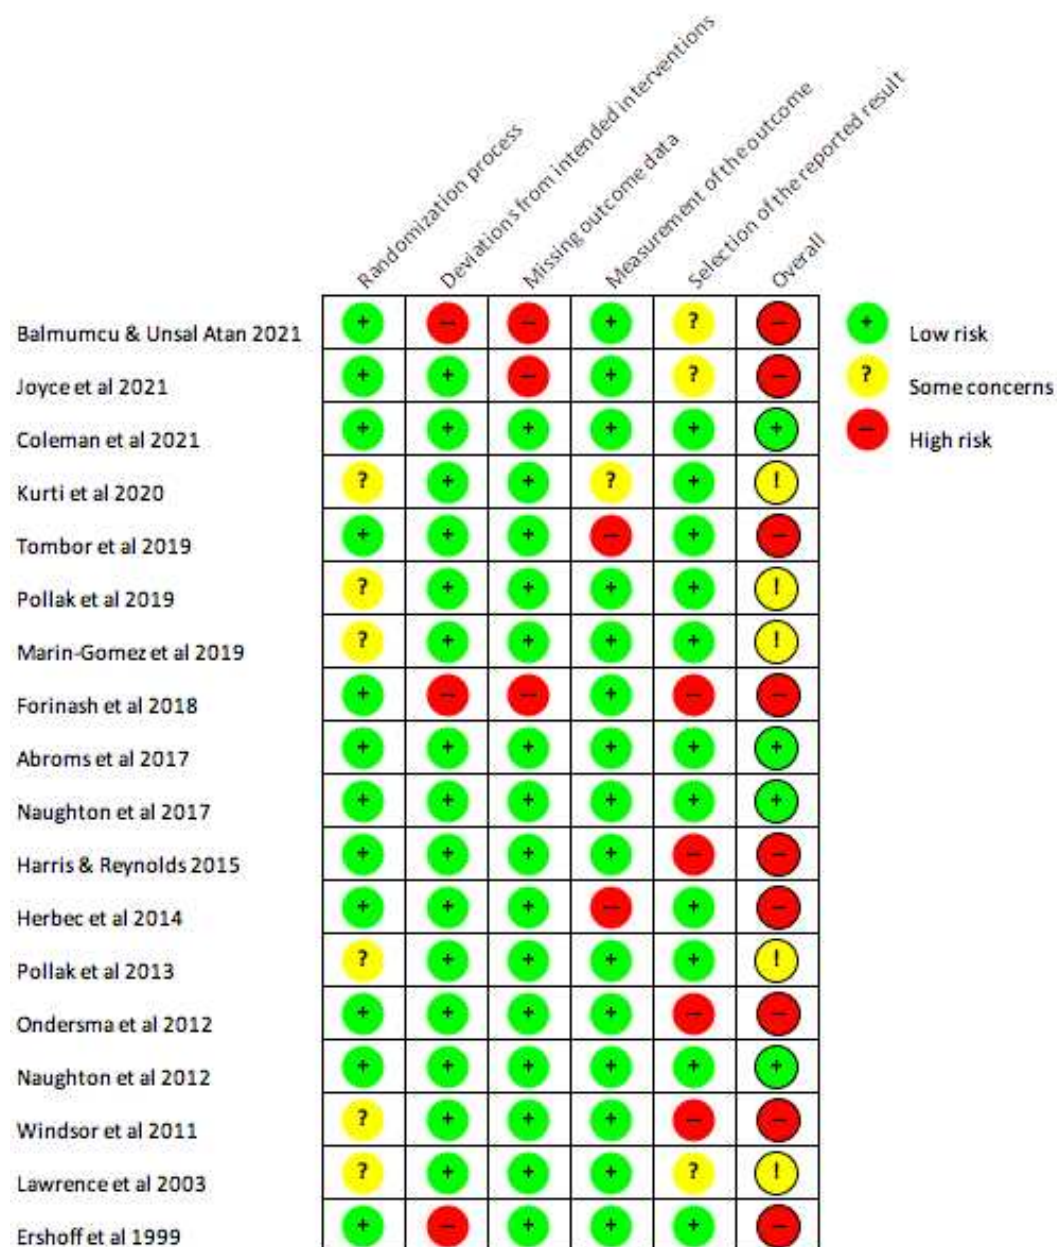 Randomization process
Deviations from intended interventions
Missing outcome data
Measurement of the outcome
Selection of the reported result
Overall
Balmumcu & Unsal Atan 2021 + - - + ? -
Joyce et al 2021 + + - + ? -
Coleman et al 2021 + + + + + +
Kurti et al 2020 ? + + ? + !
Tombor et al 2019 + + + - + -
Pollak et al 2019 ? + + + + !
Marin-Gomez et al 2019 ? + + + + !
Forinash et al 2018 + - - + - -
Abroms et al 2017 + + + + + +
Naughton et al 2017 + + + + + +
Harris & Reynolds 2015 + + + + - -
Herbec et al 2014 + + + - + -
Pollak et al 2013 ? + + + + !
Ondersma et al 2012 + + + + - -
Naughton et al 2012 + + + + + +
Windsor et al 2011 ? + + + - -
Lawrence et al 2003 ? + + + ? !
Ershoff et al 1999 + - + + + -
+ Low risk
? Some concerns
- High risk